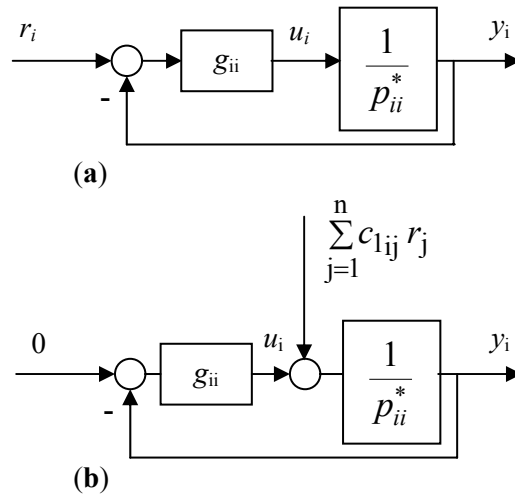 r_i
g_ii
u_i
1
p*_ii
y_i
-
(a)
n
∑ c_1ij r_j
j=1
0
g_ii
u_i
1
p*_ii
y_i
-
(b)